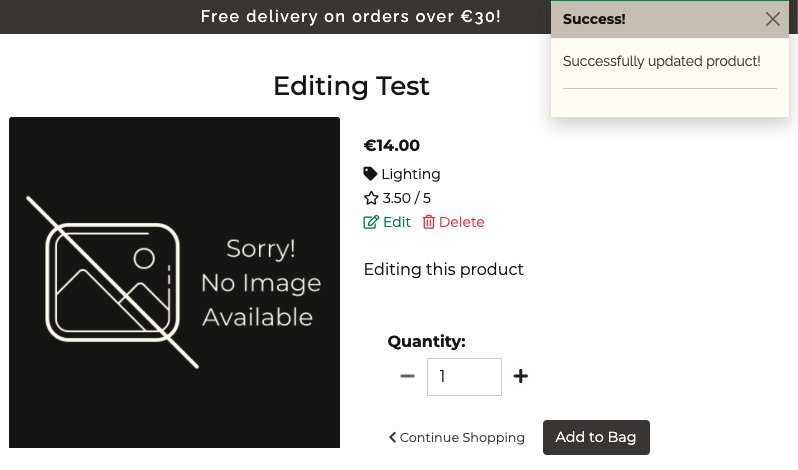 Free delivery on orders over €30!
Success!
Successfully updated product!
Editing Test
Sorry!
No Image
Available
€14.00
Lighting
3.50 / 5
Edit Delete
Editing this product
Quantity:
1
Continue Shopping
Add to Bag